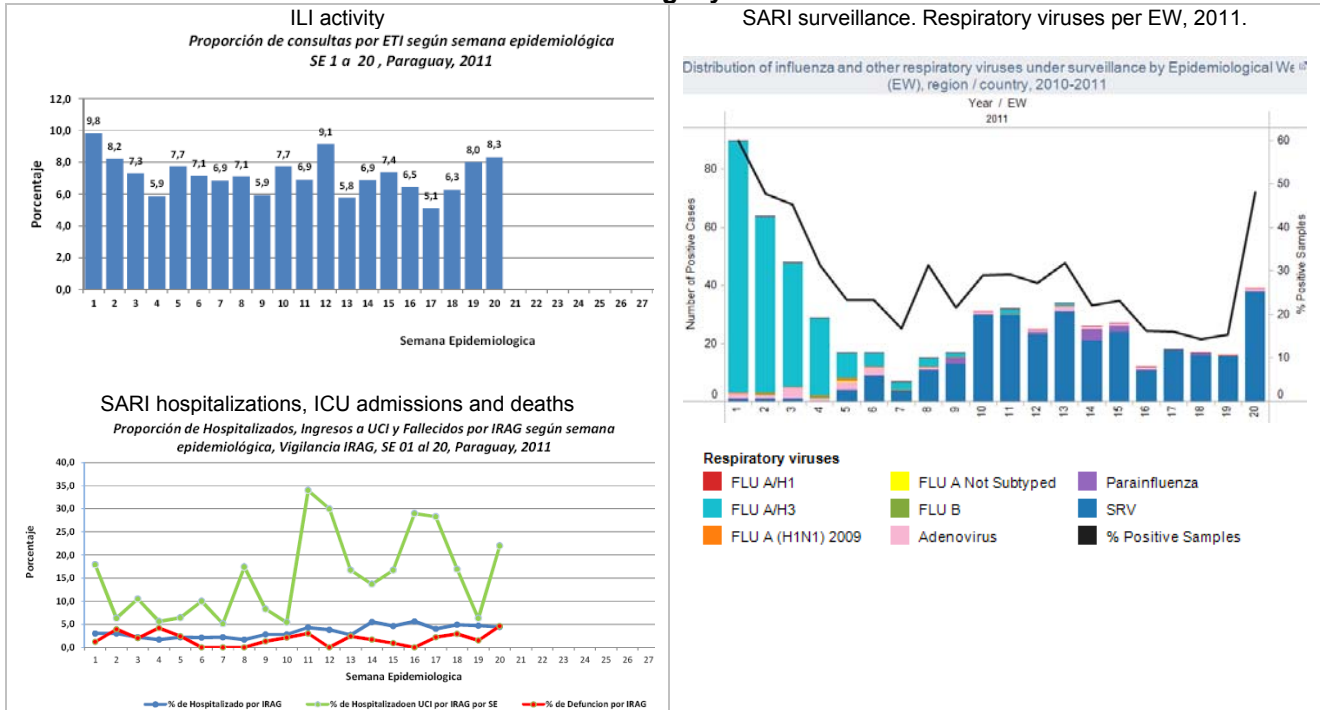 ILI activity
Proporción de consultas por ETI según semana epidemiológica
SE 1 a 20 , Paraguay, 2011
Porcentaje
12,0
10,0
8,0
6,0
4,0
2,0
0,0
9,8 8,2 7,3 5,9 7,7 7,1 6,9 7,1 5,9 7,7 6,9 9,1 5,8 6,9 7,4 6,5 5,1 6,3 8,0 8,3
1 2 3 4 5 6 7 8 9 10 11 12 13 14 15 16 17 18 19 20 21 22 23 24 25 26 27
Semana Epidemiologica
SARI hospitalizations, ICU admissions and deaths
Proporción de Hospitalizados, Ingresos a UCI y Fallecidos por IRAG según semana
epidemiológica, Vigilancia IRAG, SE 01 al 20, Paraguay, 2011
Porcentaje
40,0
35,0
30,0
25,0
20,0
15,0
10,0
5,0
0,0
1 2 3 4 5 6 7 8 9 10 11 12 13 14 15 16 17 18 19 20 21 22 23 24 25 26 27
Semana Epidemiologica
% de Hospitalizado por IRAG % de Hospitalizadoen UCI por IRAG por SE % de Defuncion por IRAG
SARI surveillance. Respiratory viruses per EW, 2011.
Distribution of influenza and other respiratory viruses under surveillance by Epidemiological We
(EW), region / country, 2010-2011
Year / EW
2011
Number of Positive Cases
80
60
40
20
0
% Positive Samples
60
50
40
30
20
10
0
1 2 3 4 5 6 7 8 9 10 11 12 13 14 15 16 17 18 19 20
Respiratory viruses
FLU A/H1 FLU A Not Subtyped Parainfluenza
FLU A/H3 FLU B SRV
FLU A (H1N1) 2009 Adenovirus % Positive Samples